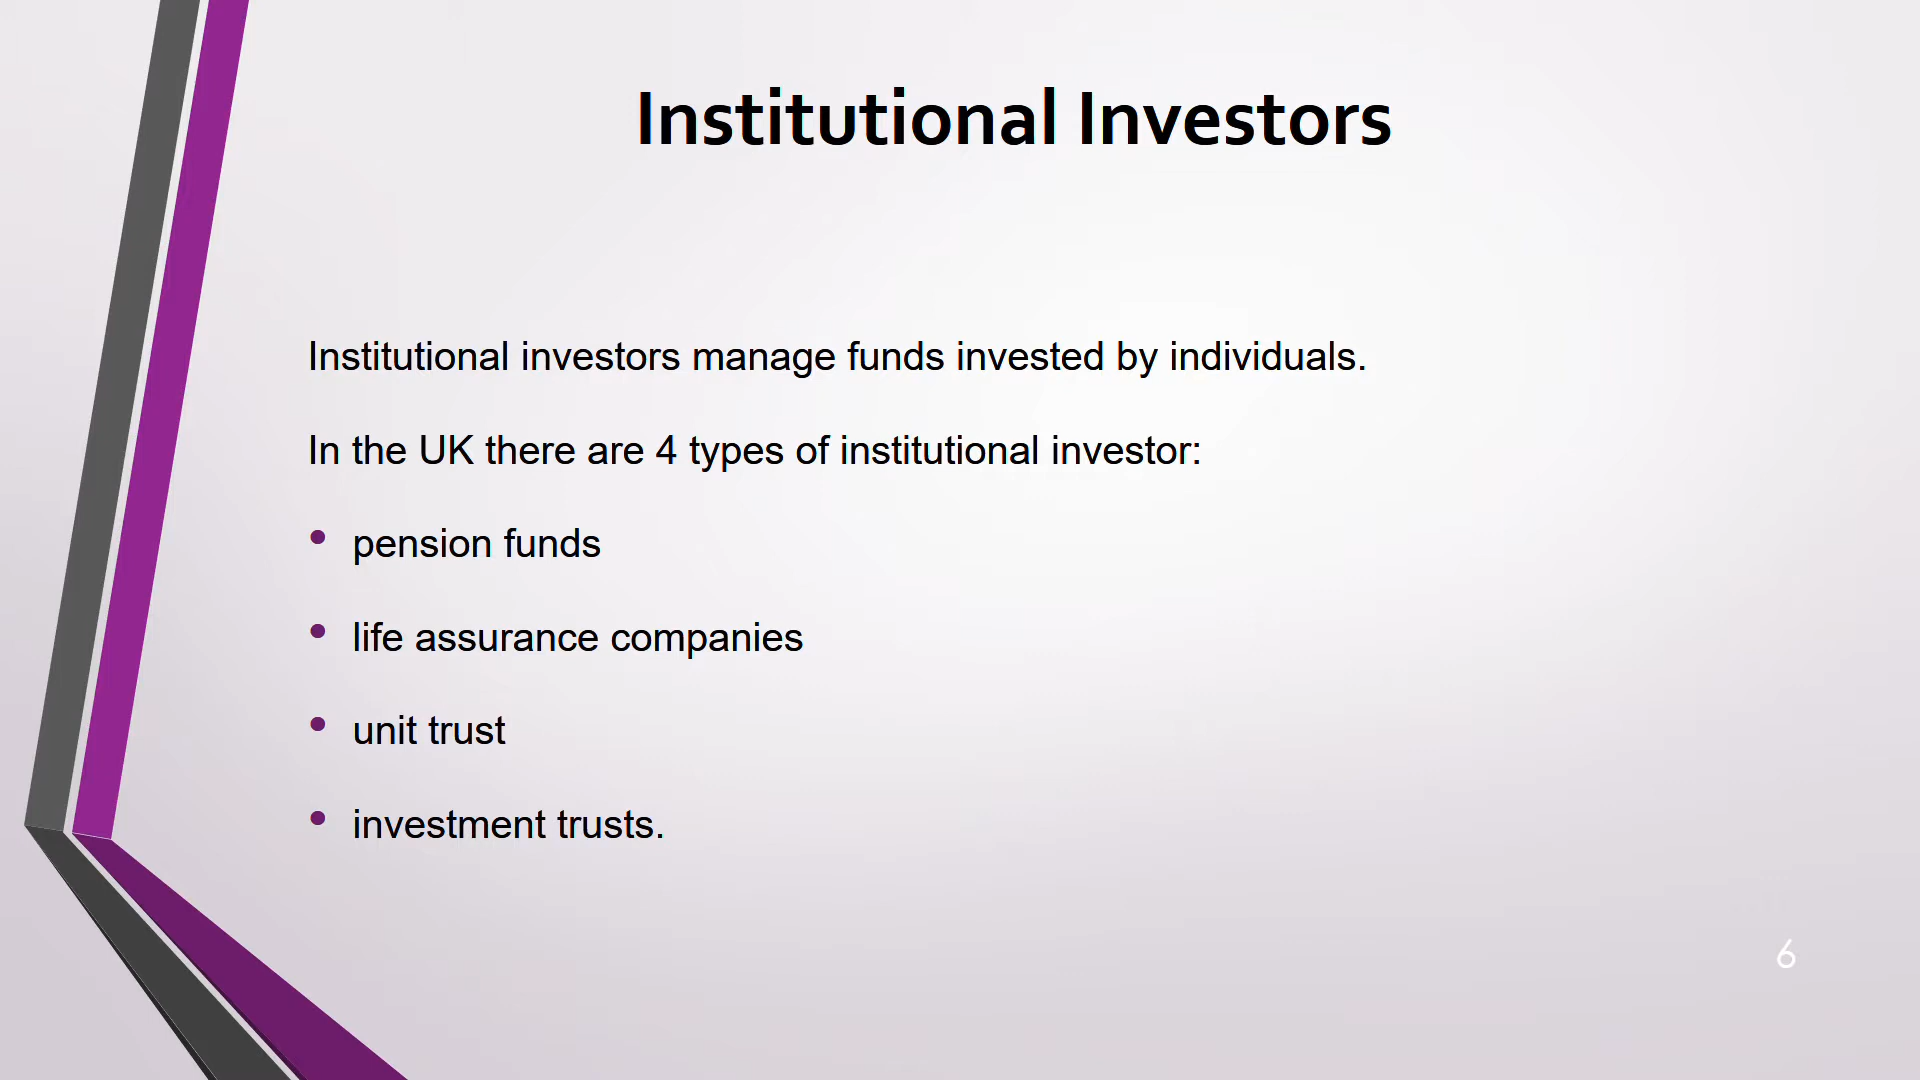 Institutional Investors
Institutional investors manage funds invested by individuals.
In the UK there are 4 types of institutional investor:
• pension funds
• life assurance companies
• unit trust
• investment trusts.
6